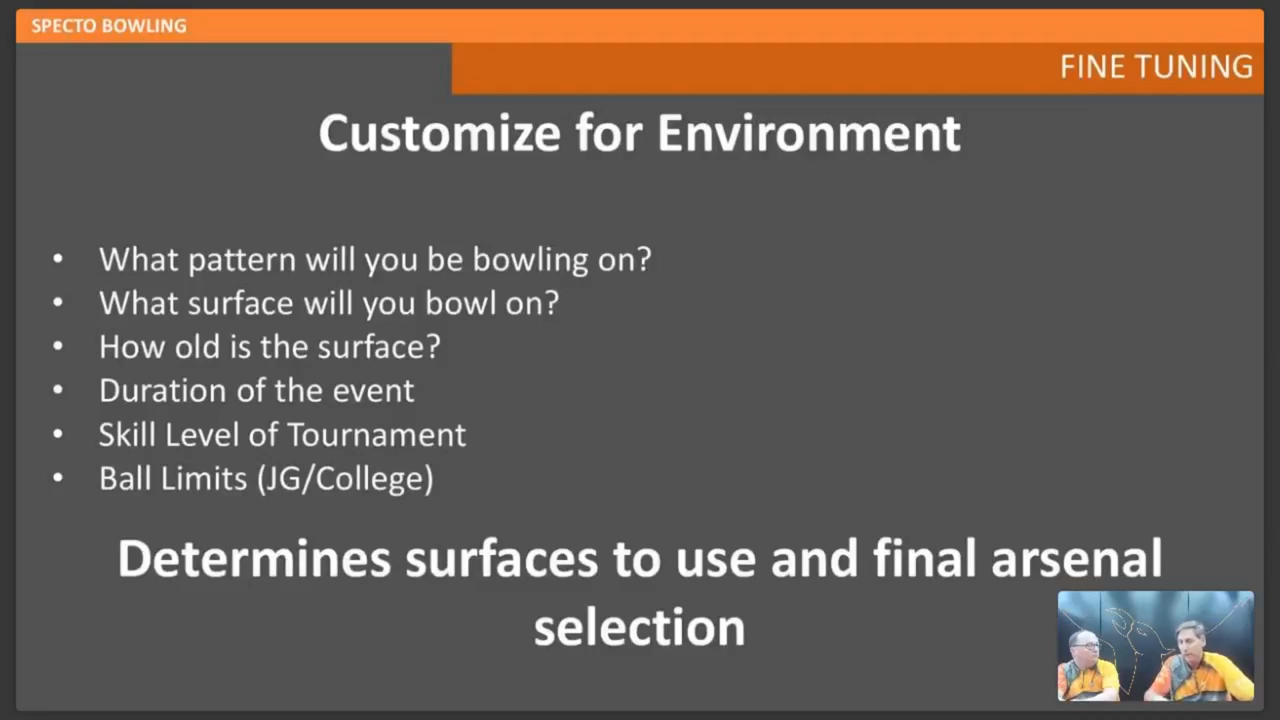 SPECTO BOWLING
FINE TUNING
Customize for Environment
• What pattern will you be bowling on?
• What surface will you bowl on?
• How old is the surface?
• Duration of the event
• Skill Level of Tournament
• Ball Limits (JG/College)
Determines surfaces to use and final arsenal
selection